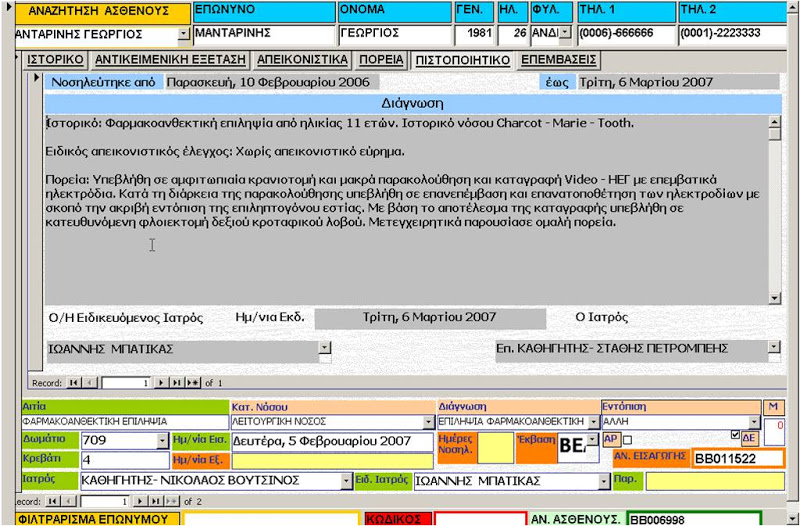 ΑΝΑΖΗΤΗΣΗ ΑΣΘΕΝΟΥΣ ΕΠΩΝΥΝΟ ΟΝΟΜΑ ΓΕΝ. ΗΛ. ΦΥΛ. ΤΗΛ. 1 ΤΗΛ. 2
ΑΝΤΑΡΙΝΗΣ ΓΕΩΡΓΙΟΣ ΜΑΝΤΑΡΙΝΗΣ ΓΕΩΡΓΙΟΣ 1981 26 ΑΝΔΙ (0006)-666666 (0001)-2223333
ΙΣΤΟΡΙΚΟ ΑΝΤΙΚΕΙΜΕΝΙΚΗ ΕΞΕΤΑΣΗ ΑΠΕΙΚΟΝΙΣΤΙΚΑ ΠΟΡΕΙΑ ΠΙΣΤΟΠΟΙΗΤΙΚΟ ΕΠΕΜΒΑΣΕΙΣ
Νοσηλεύτηκε από Παρασκευή, 10 Φεβρουαρίου 2006 έως Τρίτη, 6 Μαρτίου 2007
Διάγνωση
Ιστορικό: Φαρμακοανθεκτική επιληψία από ηλικίας 11 ετών. Ιστορικό νόσου Charcot - Marie - Tooth.
Ειδικός απεικονιστικός έλεγχος: Χωρίς απεικονιστικό εύρημα.
Πορεία: Υπεβλήθη σε αμφιτωπιαία κρανιοτομή και μακρά παρακολούθηση και καταγραφή Video - ΗΕΓ με επεμβατικά
ηλεκτρόδια. Κατά τη διάρκεια της παρακολούθησης υπεβλήθη σε επανεπέμβαση και επανατοποθέτηση των ηλεκτροδίων με
σκοπό την ακριβή εντόπιση της επιληπτογόνου εστίας. Με βάση το αποτέλεσμα της καταγραφής υπεβλήθη σε
κατευθυνόμενη φλοιεκτομή δεξιού κροταφικού λοβού. Μετεγχειρητικά παρουσίασε ομαλή πορεία.
Ο/Η Ειδικευόμενος Ιατρός Ημ/νια Εκδ. Τρίτη, 6 Μαρτίου 2007 Ο Ιατρός
ΙΩΑΝΝΗΣ ΜΠΑΤΙΚΑΣ Επ. ΚΑΘΗΓΗΤΗΣ- ΣΤΑΘΗΣ ΠΕΤΡΟΜΠΕΗΣ
Record: 1 of 1
Αιτία Κατ. Νόσου Διάγνωση Εντόπιση Μ
ΦΑΡΜΑΚΟΑΝΘΕΚΤΙΚΗ ΕΠΙΛΗΨΙΑ ΛΕΙΤΟΥΡΓΙΚΗ ΝΟΣΟΣ ΕΠΙΛΗΨΙΑ ΦΑΡΜΑΚΟΑΝΘΕΚΤΙΚΗ ΑΛΛΗ 0
Δωμάτιο 709 Ημ/νία Εισ. Δευτέρα, 5 Φεβρουαρίου 2007 Ημέρες Νοσηλ. Έκβαση ΒΕΛ ΑΡ ΔΕ
Κρεβάτι 4 Ημ/νία Εξ. ΑΝ. ΕΙΣΑΓΩΓΗΣ ΒΒ011522
Ιατρός ΚΑΘΗΓΗΤΗΣ- ΝΙΚΟΛΑΟΣ ΒΟΥΤΣΙΝΟΣ Ειδ. Ιατρός ΙΩΑΝΝΗΣ ΜΠΑΤΙΚΑΣ Παρ.
ecord: 1 of 2
ΦΙΛΤΡΑΡΙΣΜΑ ΕΠΩΝΥΜΟΥ ΚΩΔΙΚΟΣ ΑΝ. ΑΣΘΕΝΟΥΣ. ΒΒ006998